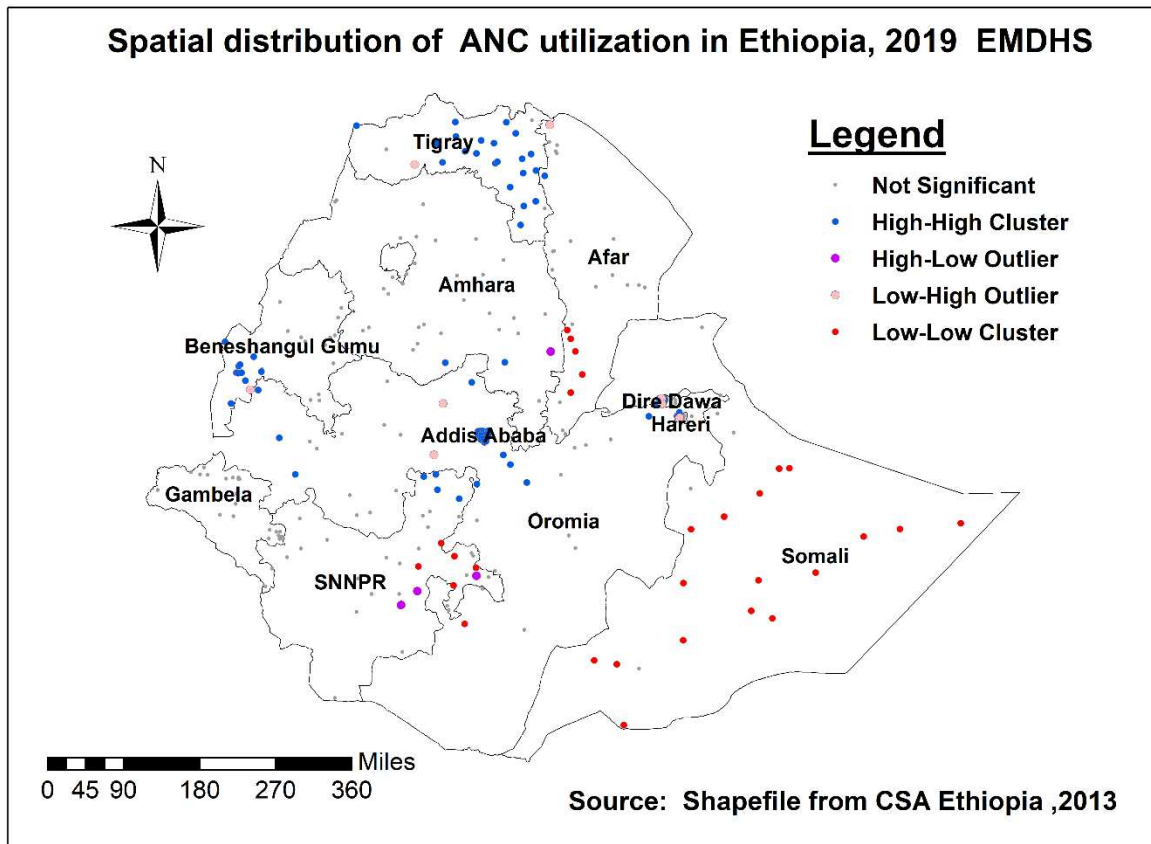 Spatial distribution of ANC utilization in Ethiopia, 2019 EMDHS
Legend
Not Significant
High-High Cluster
High-Low Outlier
Low-High Outlier
Low-Low Cluster
N
Tigray
Afar
Amhara
Beneshangul Gumu
Dire Dawa
Hareri
Addis Ababa
Gambela
Oromia
Somali
SNNPR
Miles
0 45 90 180 270 360
Source: Shapefile from CSA Ethiopia ,2013